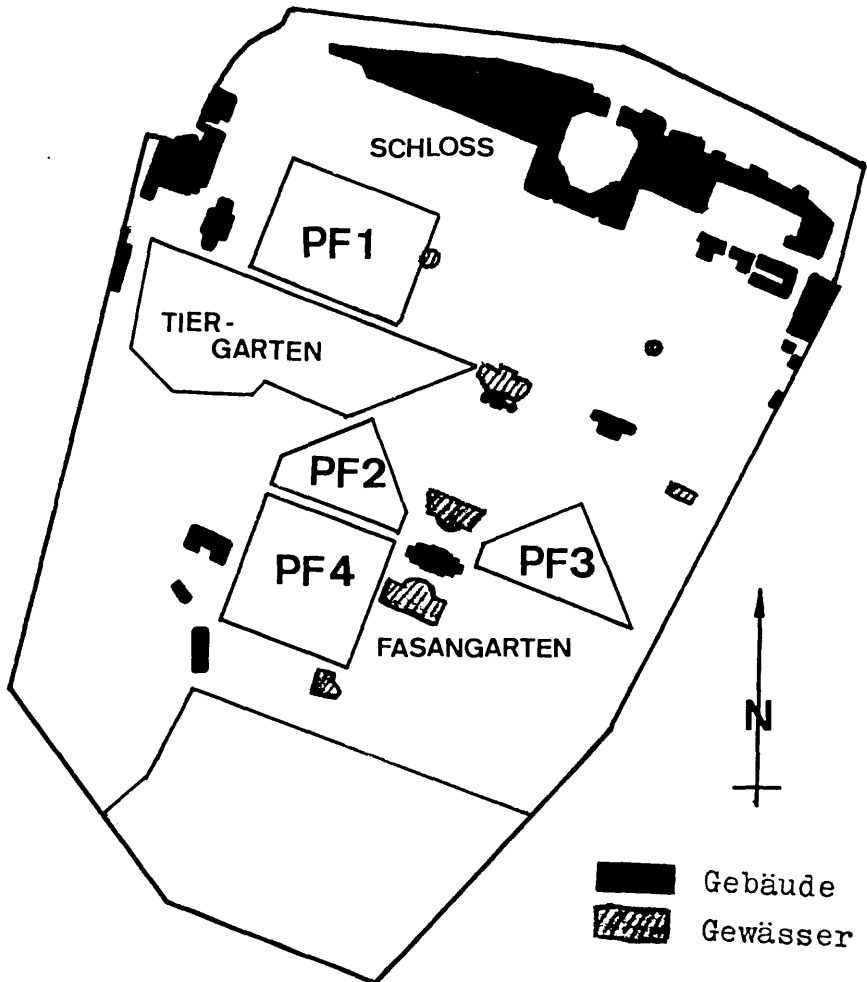 SCHLOSS
PF1
TIER-
GARTEN
PF2
PF4
PF3
FASANGARTEN
N
Gebäude
Gewässer